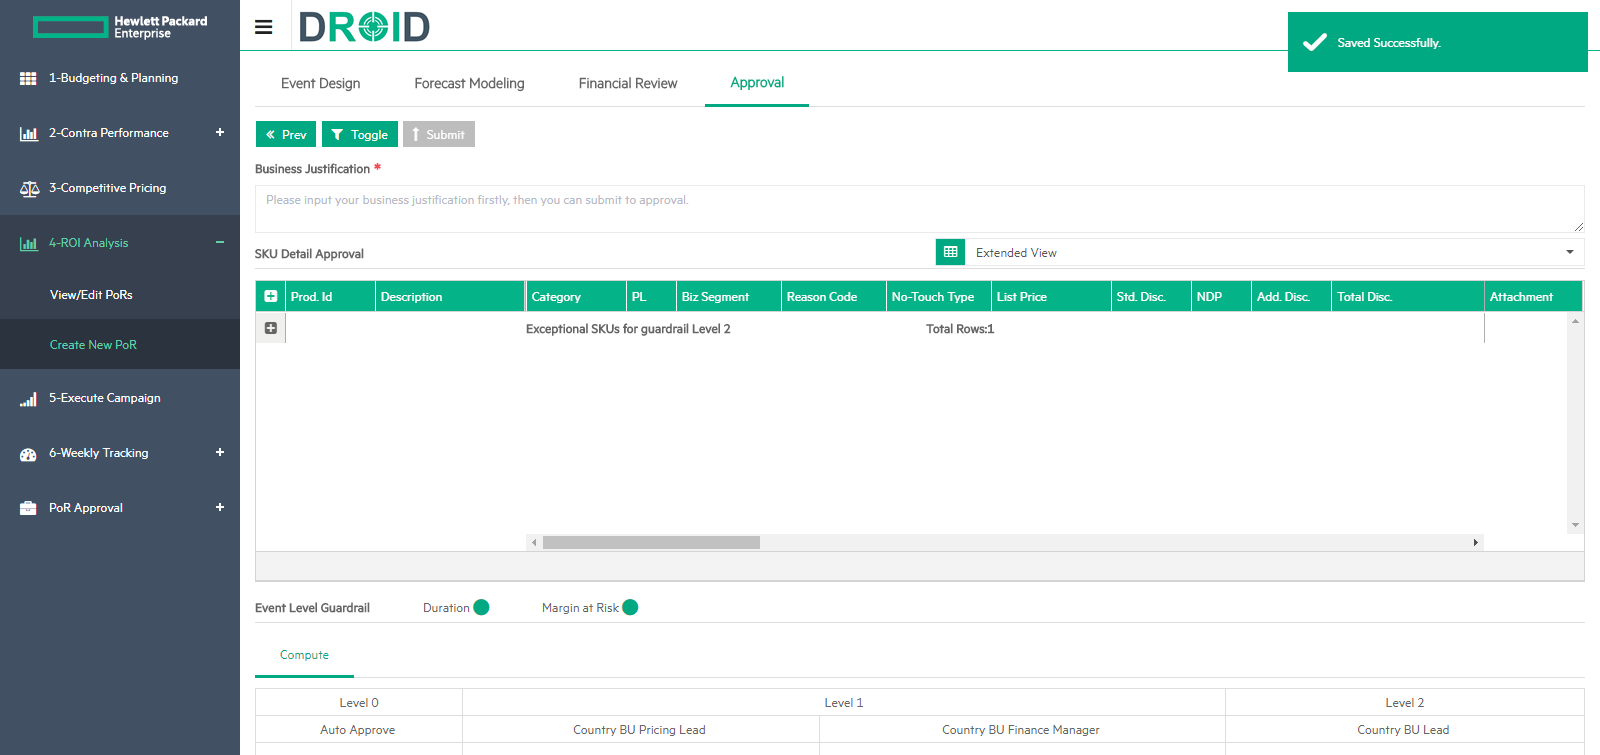 Hewlett Packard
Enterprise
1-Budgeting & Planning
2-Contra Performance
3-Competitive Pricing
4-ROI Analysis
View/Edit PoRs
Create New PoR
5-Execute Campaign
6-Weekly Tracking
PoR Approval
DROID
Saved Successfully.
Event Design Forecast Modeling Financial Review Approval
Prev Toggle Submit
Business Justification *
Please input your business justification firstly, then you can submit to approval.
SKU Detail Approval Extended View
Prod. Id Description Category PL Biz Segment Reason Code No-Touch Type List Price Std. Disc. NDP Add. Disc. Total Disc. Attachment
Exceptional SKUs for guardrail Level 2 Total Rows:1
Event Level Guardrail Duration Margin at Risk
Compute
Level 0 Level 1 Level 2
Auto Approve Country BU Pricing Lead Country BU Finance Manager Country BU Lead